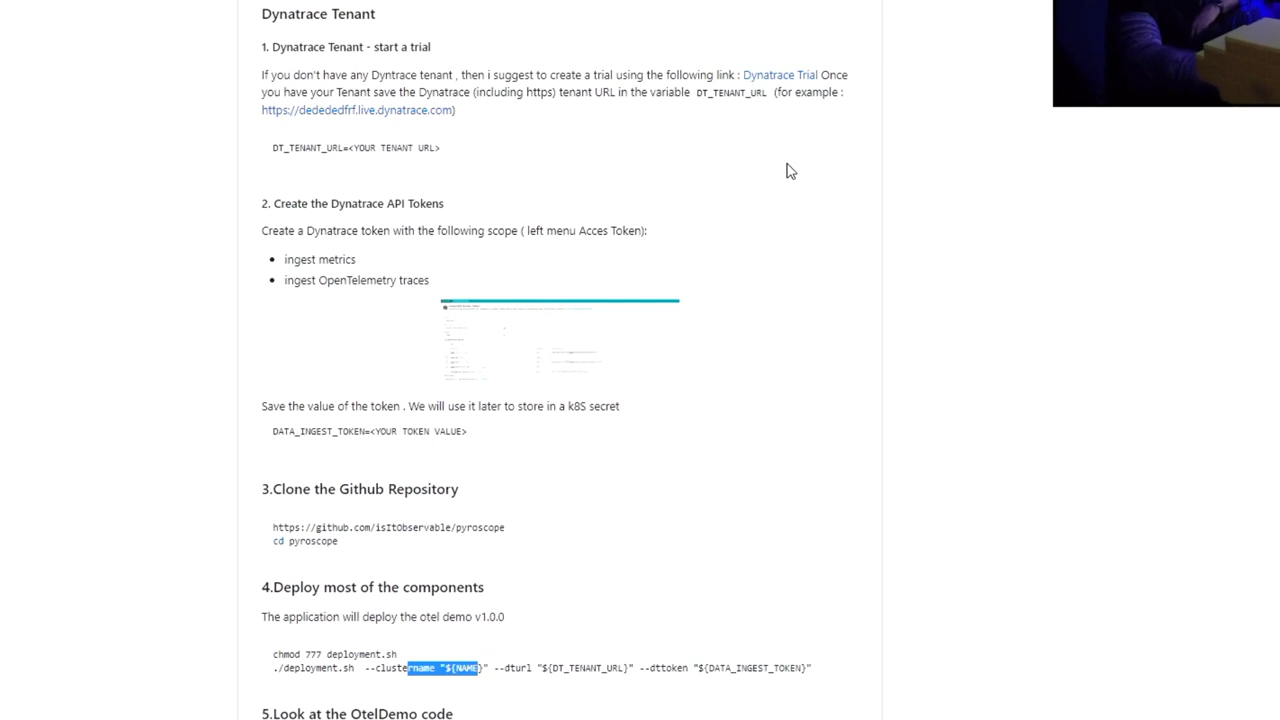 Dynatrace Tenant
1. Dynatrace Tenant - start a trial
If you don't have any Dyntrace tenant , then i suggest to create a trial using the following link : Dynatrace Trial Once
you have your Tenant save the Dynatrace (including https) tenant URL in the variable DT_TENANT_URL (for example :
https://dedededfrf.live.dynatrace.com)
DT_TENANT_URL=<YOUR TENANT URL>
2. Create the Dynatrace API Tokens
Create a Dynatrace token with the following scope ( left menu Acces Token):
• ingest metrics
• ingest OpenTelemetry traces
Save the value of the token . We will use it later to store in a k8S secret
DATA_INGEST_TOKEN=<YOUR TOKEN VALUE>
3.Clone the Github Repository
https://github.com/isItObservable/pyroscope
cd pyroscope
4.Deploy most of the components
The application will deploy the otel demo v1.0.0
chmod 777 deployment.sh
./deployment.sh  --clustername "${NAME}" --dturl "${DT_TENANT_URL}" --dttoken "${DATA_INGEST_TOKEN}"
5.Look at the OtelDemo code